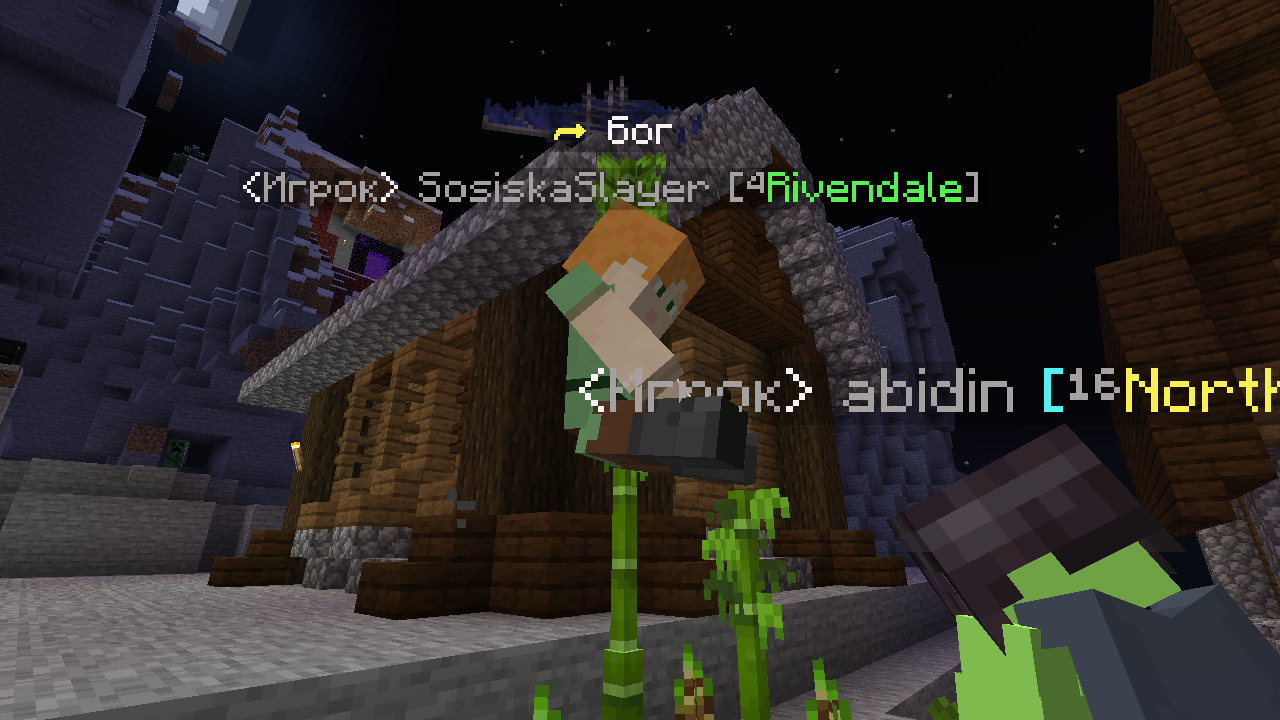 → бог
<Игрок> SosiskaSlayer [⁴Rivendale]
<Игрок> abidin [¹⁶North